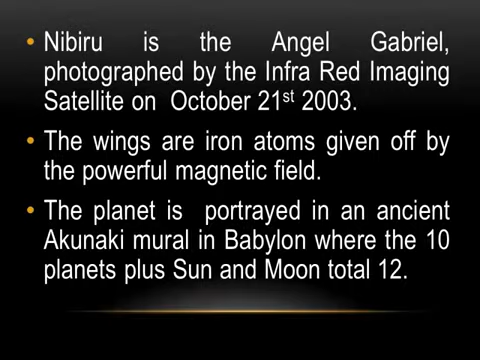 • Nibiru is the Angel Gabriel,
photographed by the Infra Red Imaging
Satellite on October 21st 2003.
• The wings are iron atoms given off by
the powerful magnetic field.
• The planet is portrayed in an ancient
Akunaki mural in Babylon where the 10
planets plus Sun and Moon total 12.